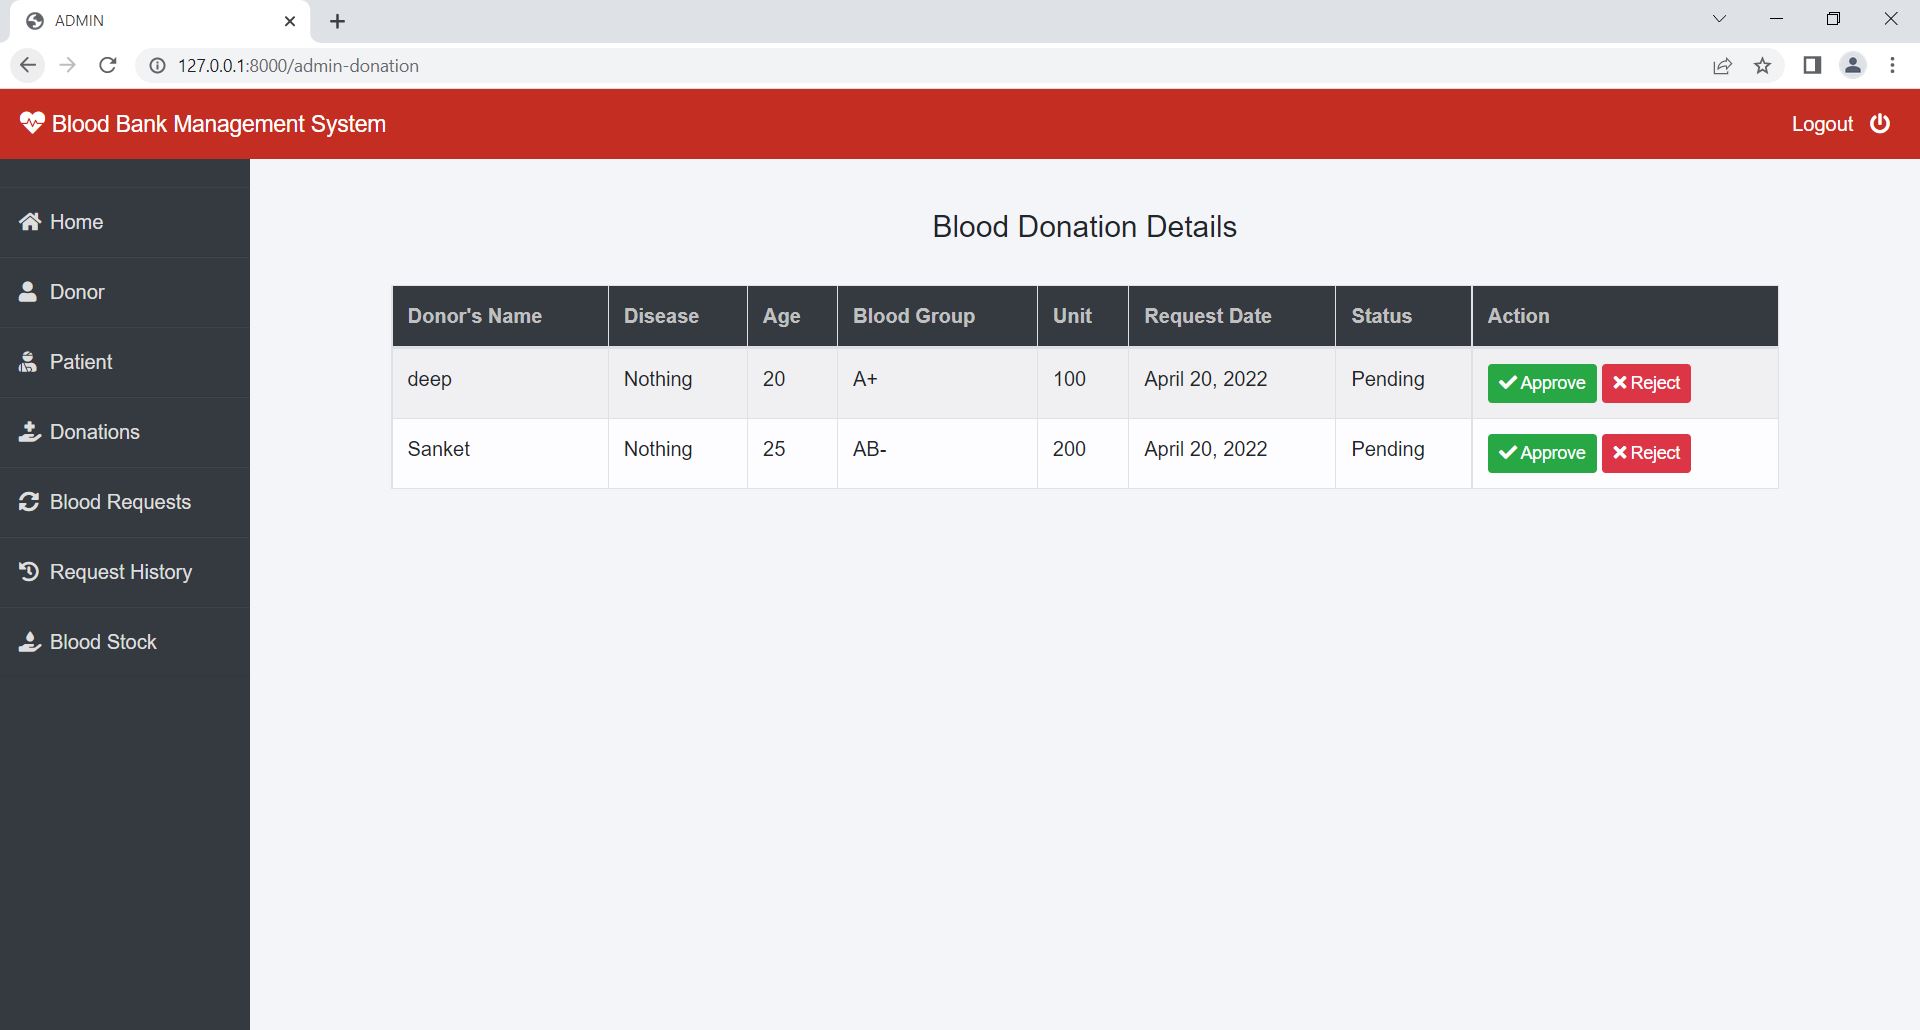 ADMIN
127.0.0.1:8000/admin-donation
Blood Bank Management System
Logout
Home
Donor
Patient
Donations
Blood Requests
Request History
Blood Stock
Blood Donation Details
Donor's Name Disease Age Blood Group Unit Request Date Status Action
deep Nothing 20 A+ 100 April 20, 2022 Pending Approve Reject
Sanket Nothing 25 AB- 200 April 20, 2022 Pending Approve Reject